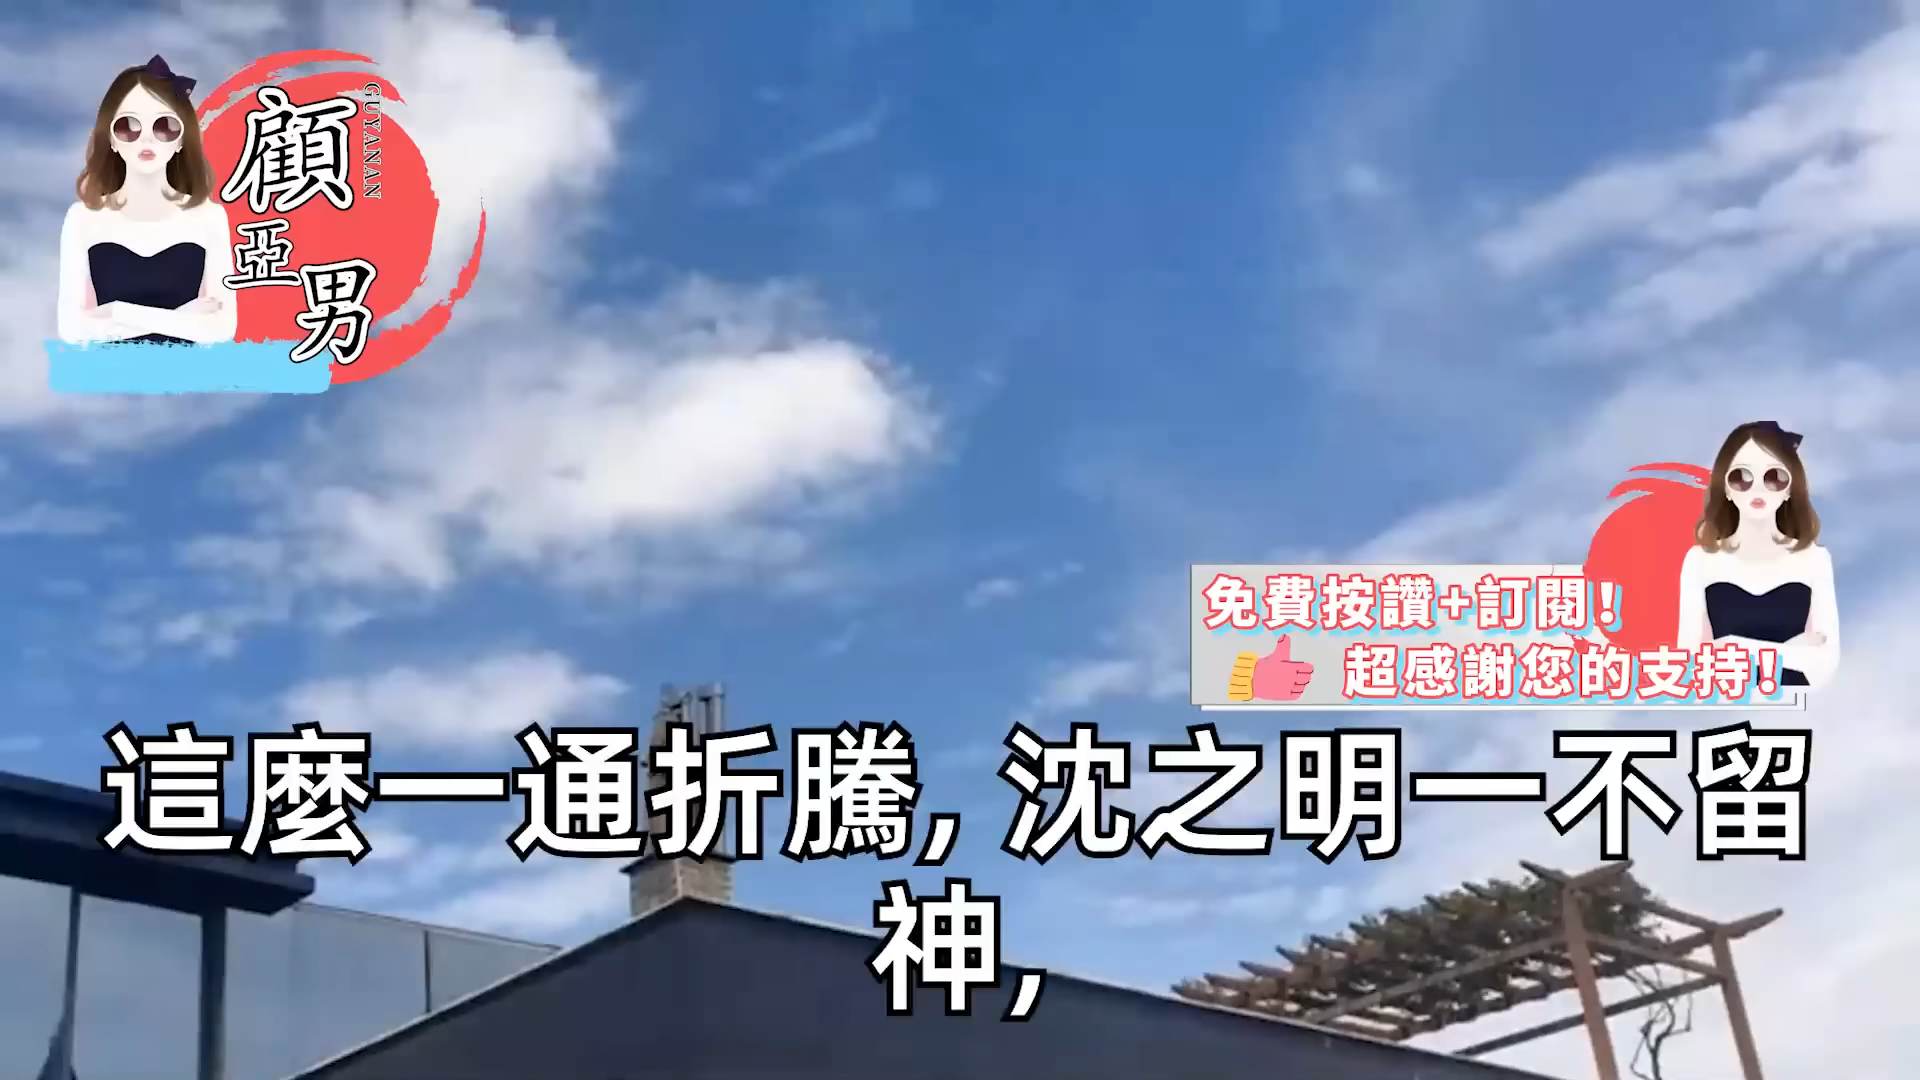 顧亞男
GUYANAN
免費按讚+訂閱!
超感謝您的支持!
這麼一通折騰,沈之明一不留
神,